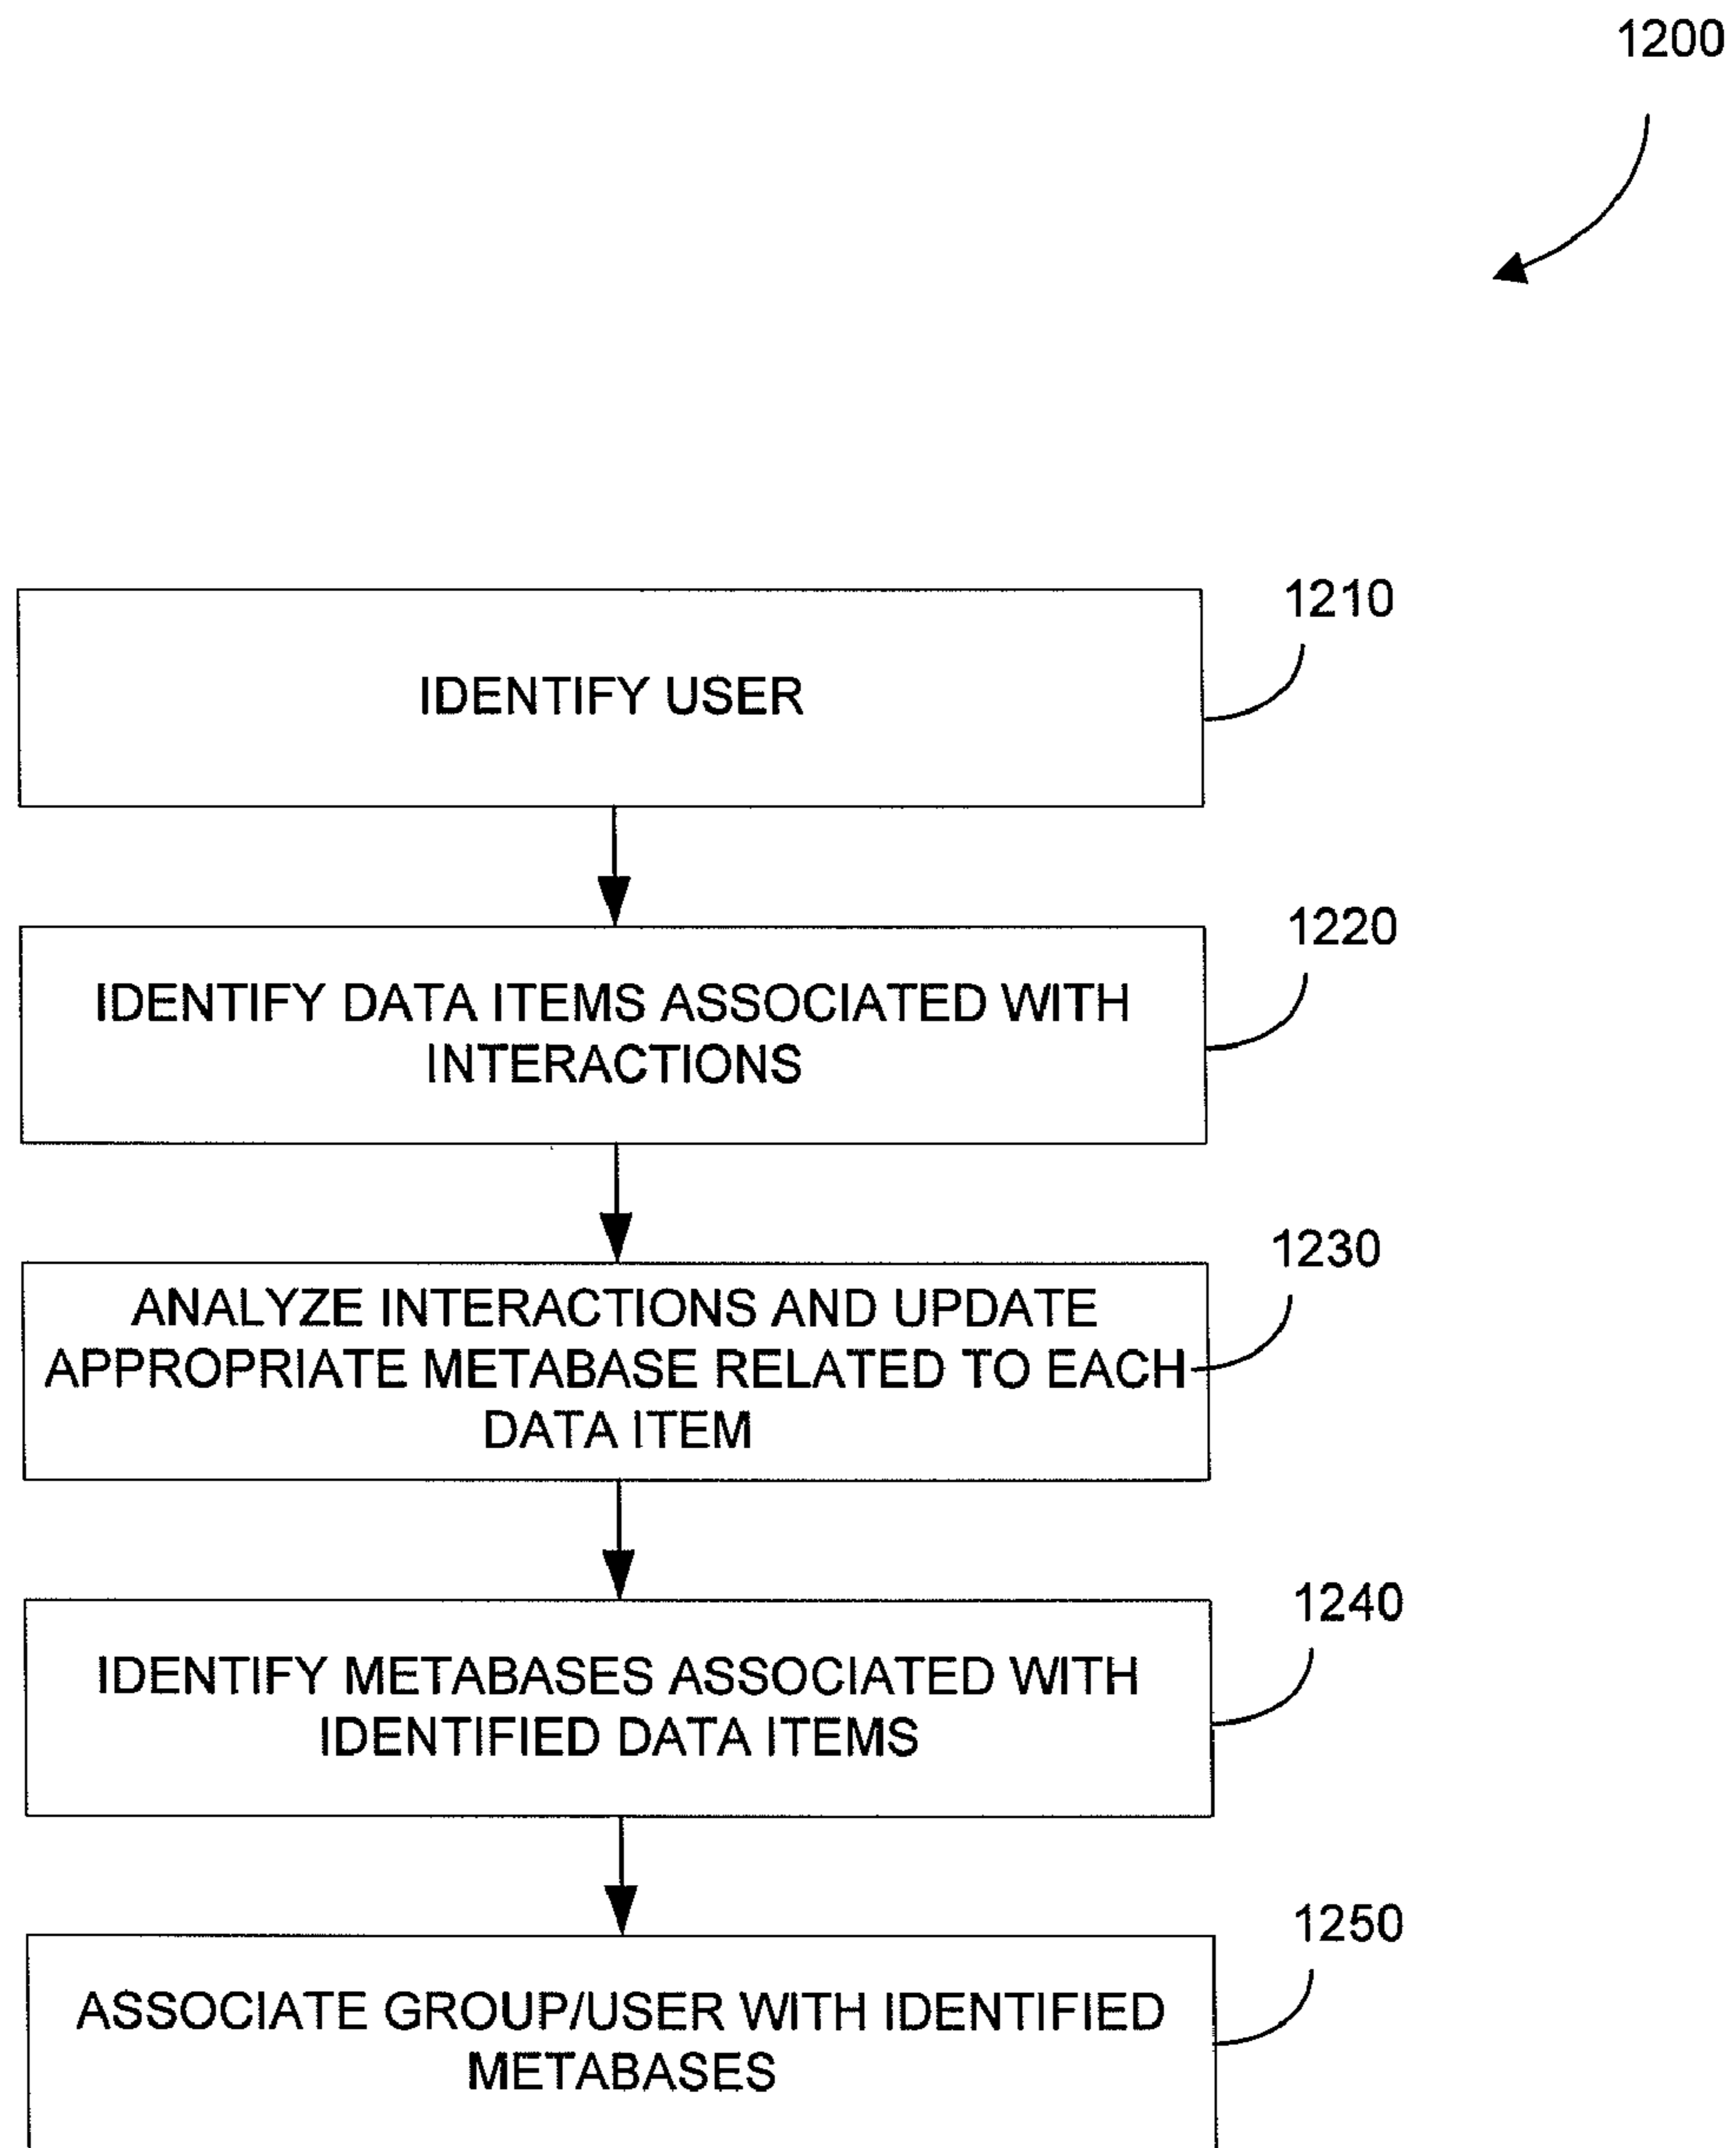 1200
1210
IDENTIFY USER
1220
IDENTIFY DATA ITEMS ASSOCIATED WITH
INTERACTIONS
1230
ANALYZE INTERACTIONS AND UPDATE
APPROPRIATE METABASE RELATED TO EACH
DATA ITEM
1240
IDENTIFY METABASES ASSOCIATED WITH
IDENTIFIED DATA ITEMS
1250
ASSOCIATE GROUP/USER WITH IDENTIFIED
METABASES